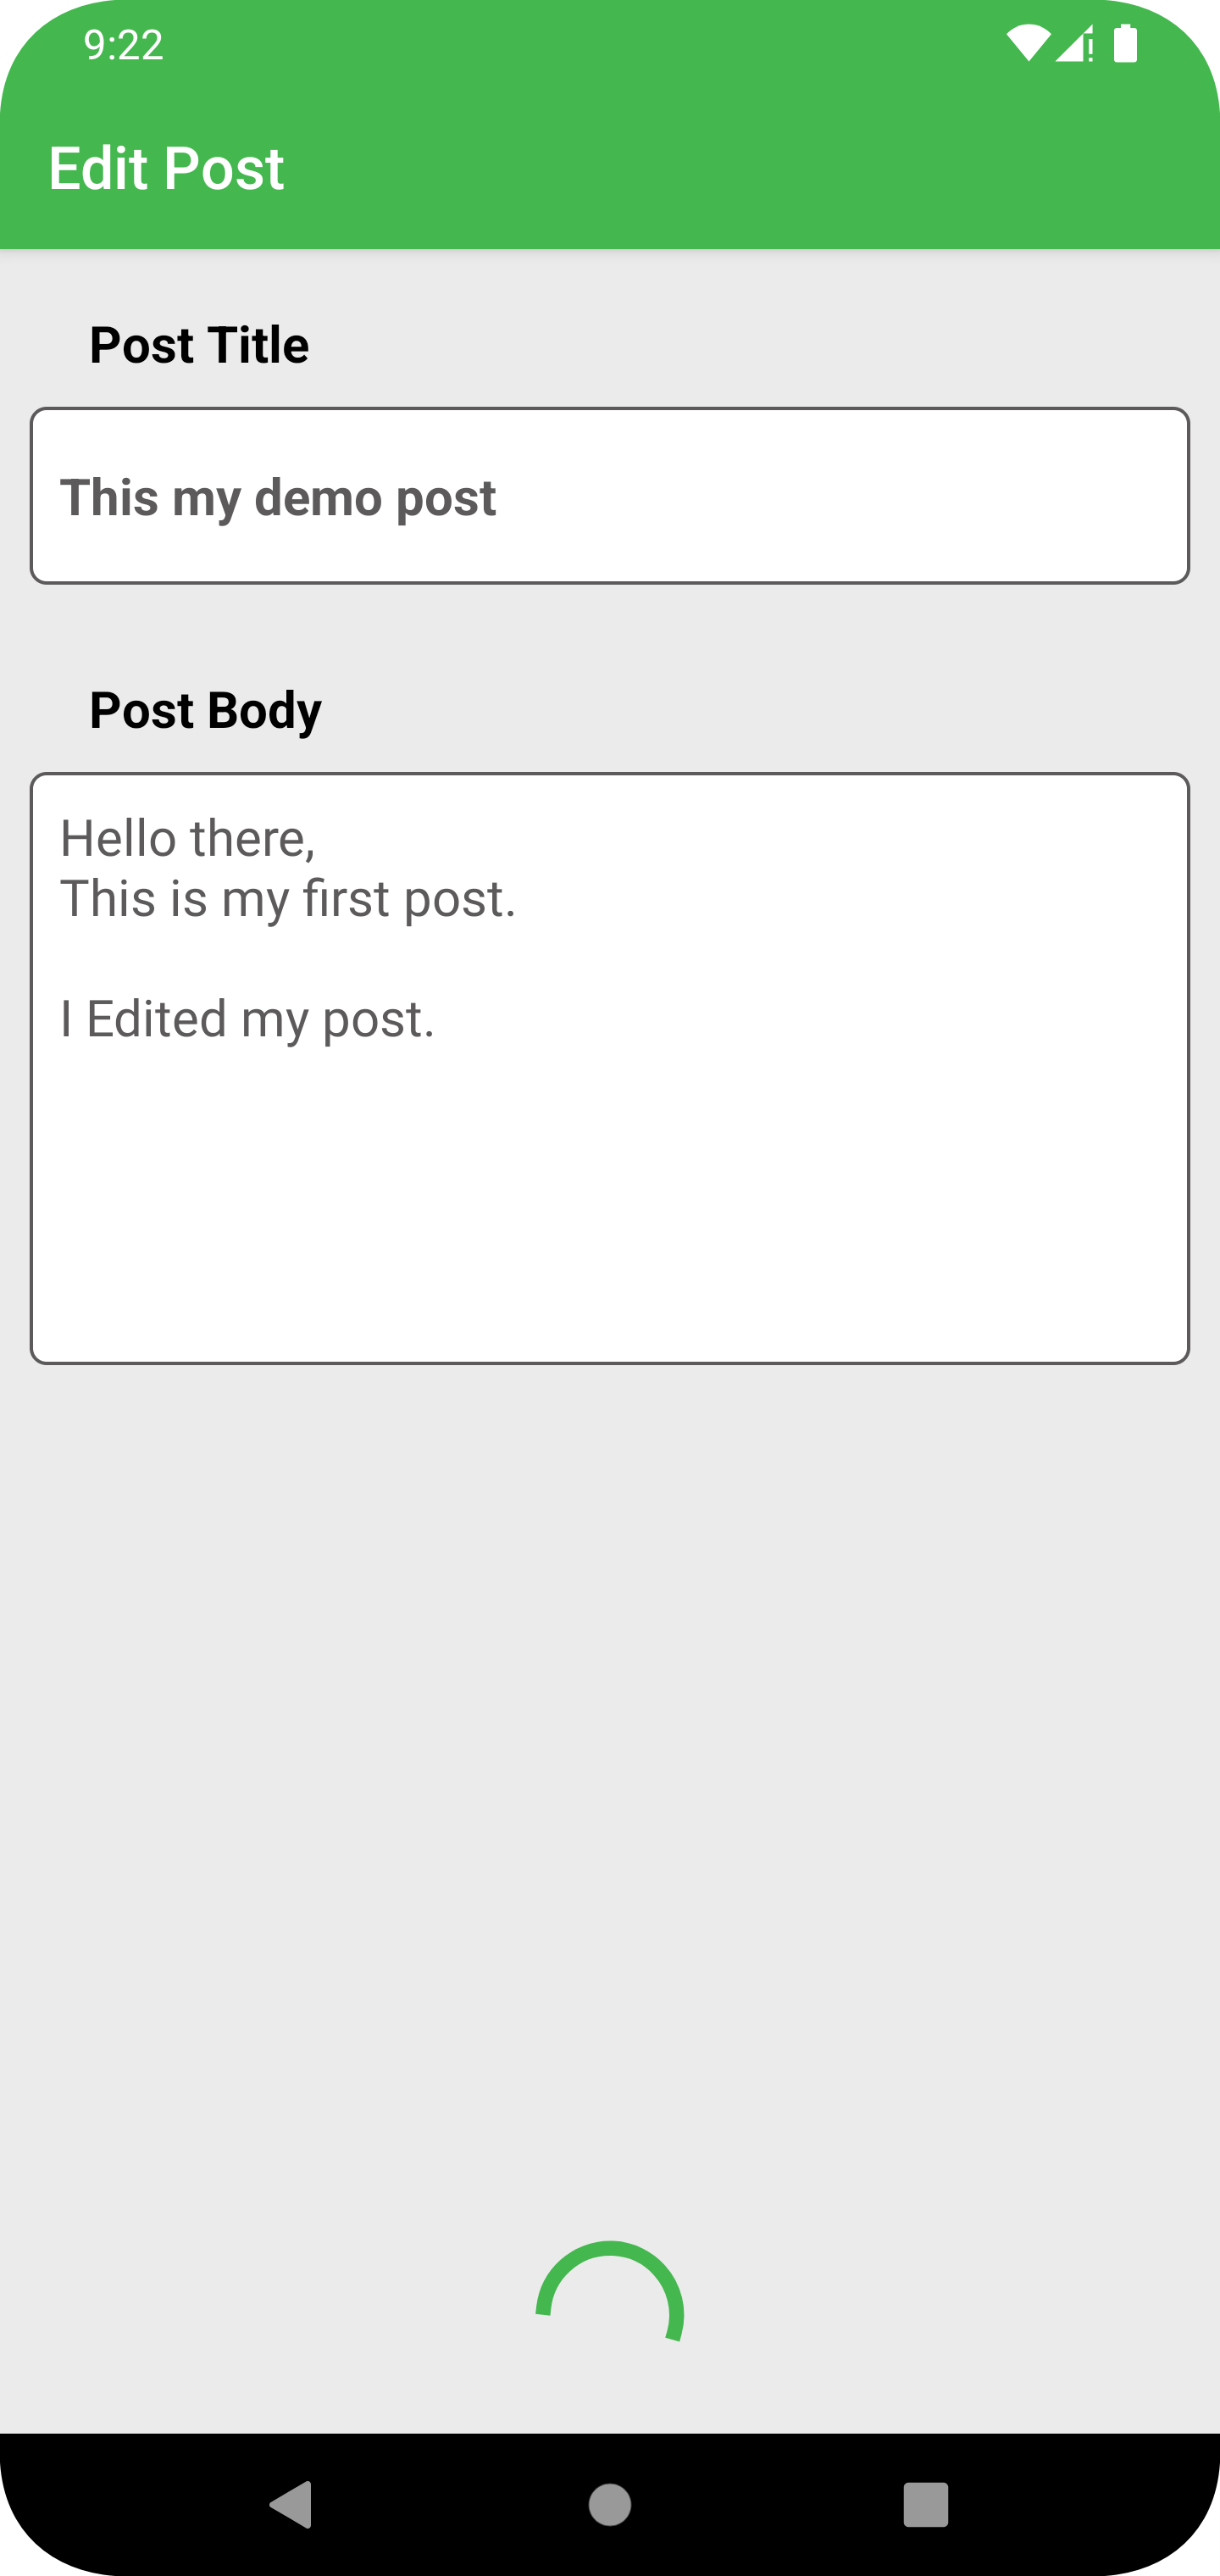 9:22
Edit Post
Post Title
This my demo post
Post Body
Hello there,
This is my first post.
I Edited my post.